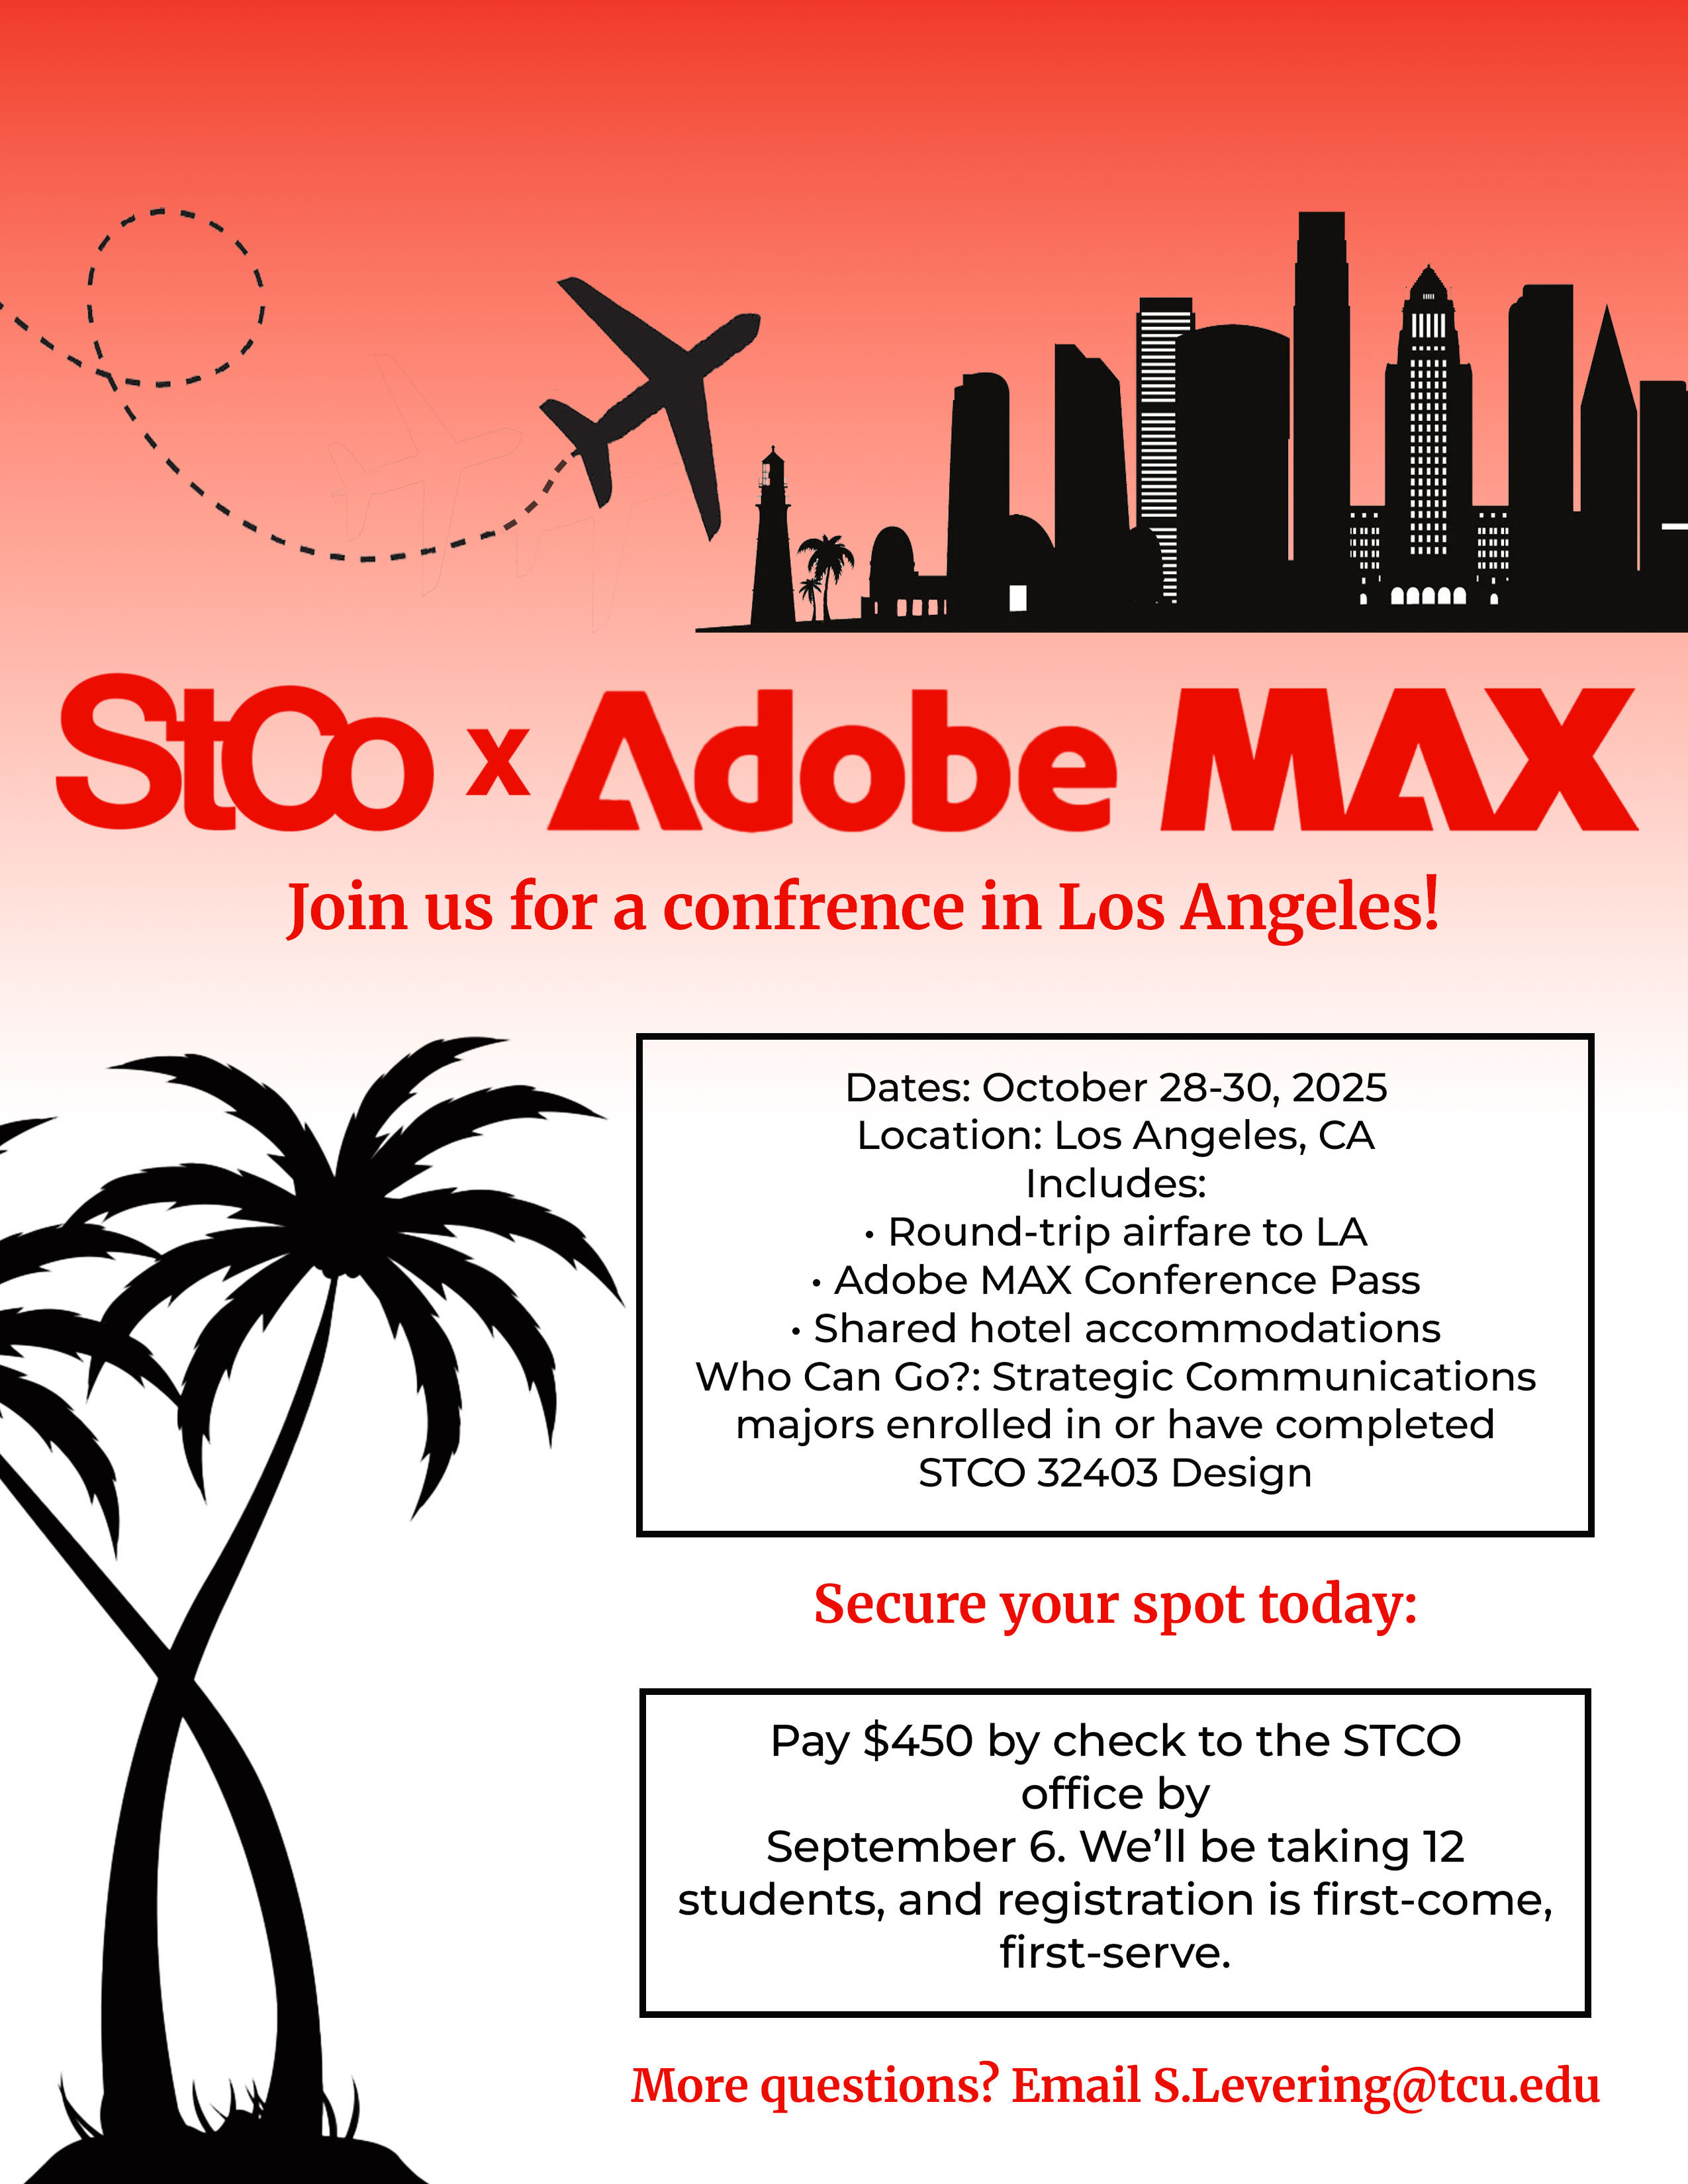 StCo x Adobe MAX
Join us for a confrence in Los Angeles!
Dates: October 28-30, 2025
Location: Los Angeles, CA
Includes:
• Round-trip airfare to LA
• Adobe MAX Conference Pass
• Shared hotel accommodations
Who Can Go?: Strategic Communications
majors enrolled in or have completed
STCO 32403 Design
Secure your spot today:
Pay $450 by check to the STCO
office by
September 6. We’ll be taking 12
students, and registration is first-come,
first-serve.
More questions? Email S.Levering@tcu.edu